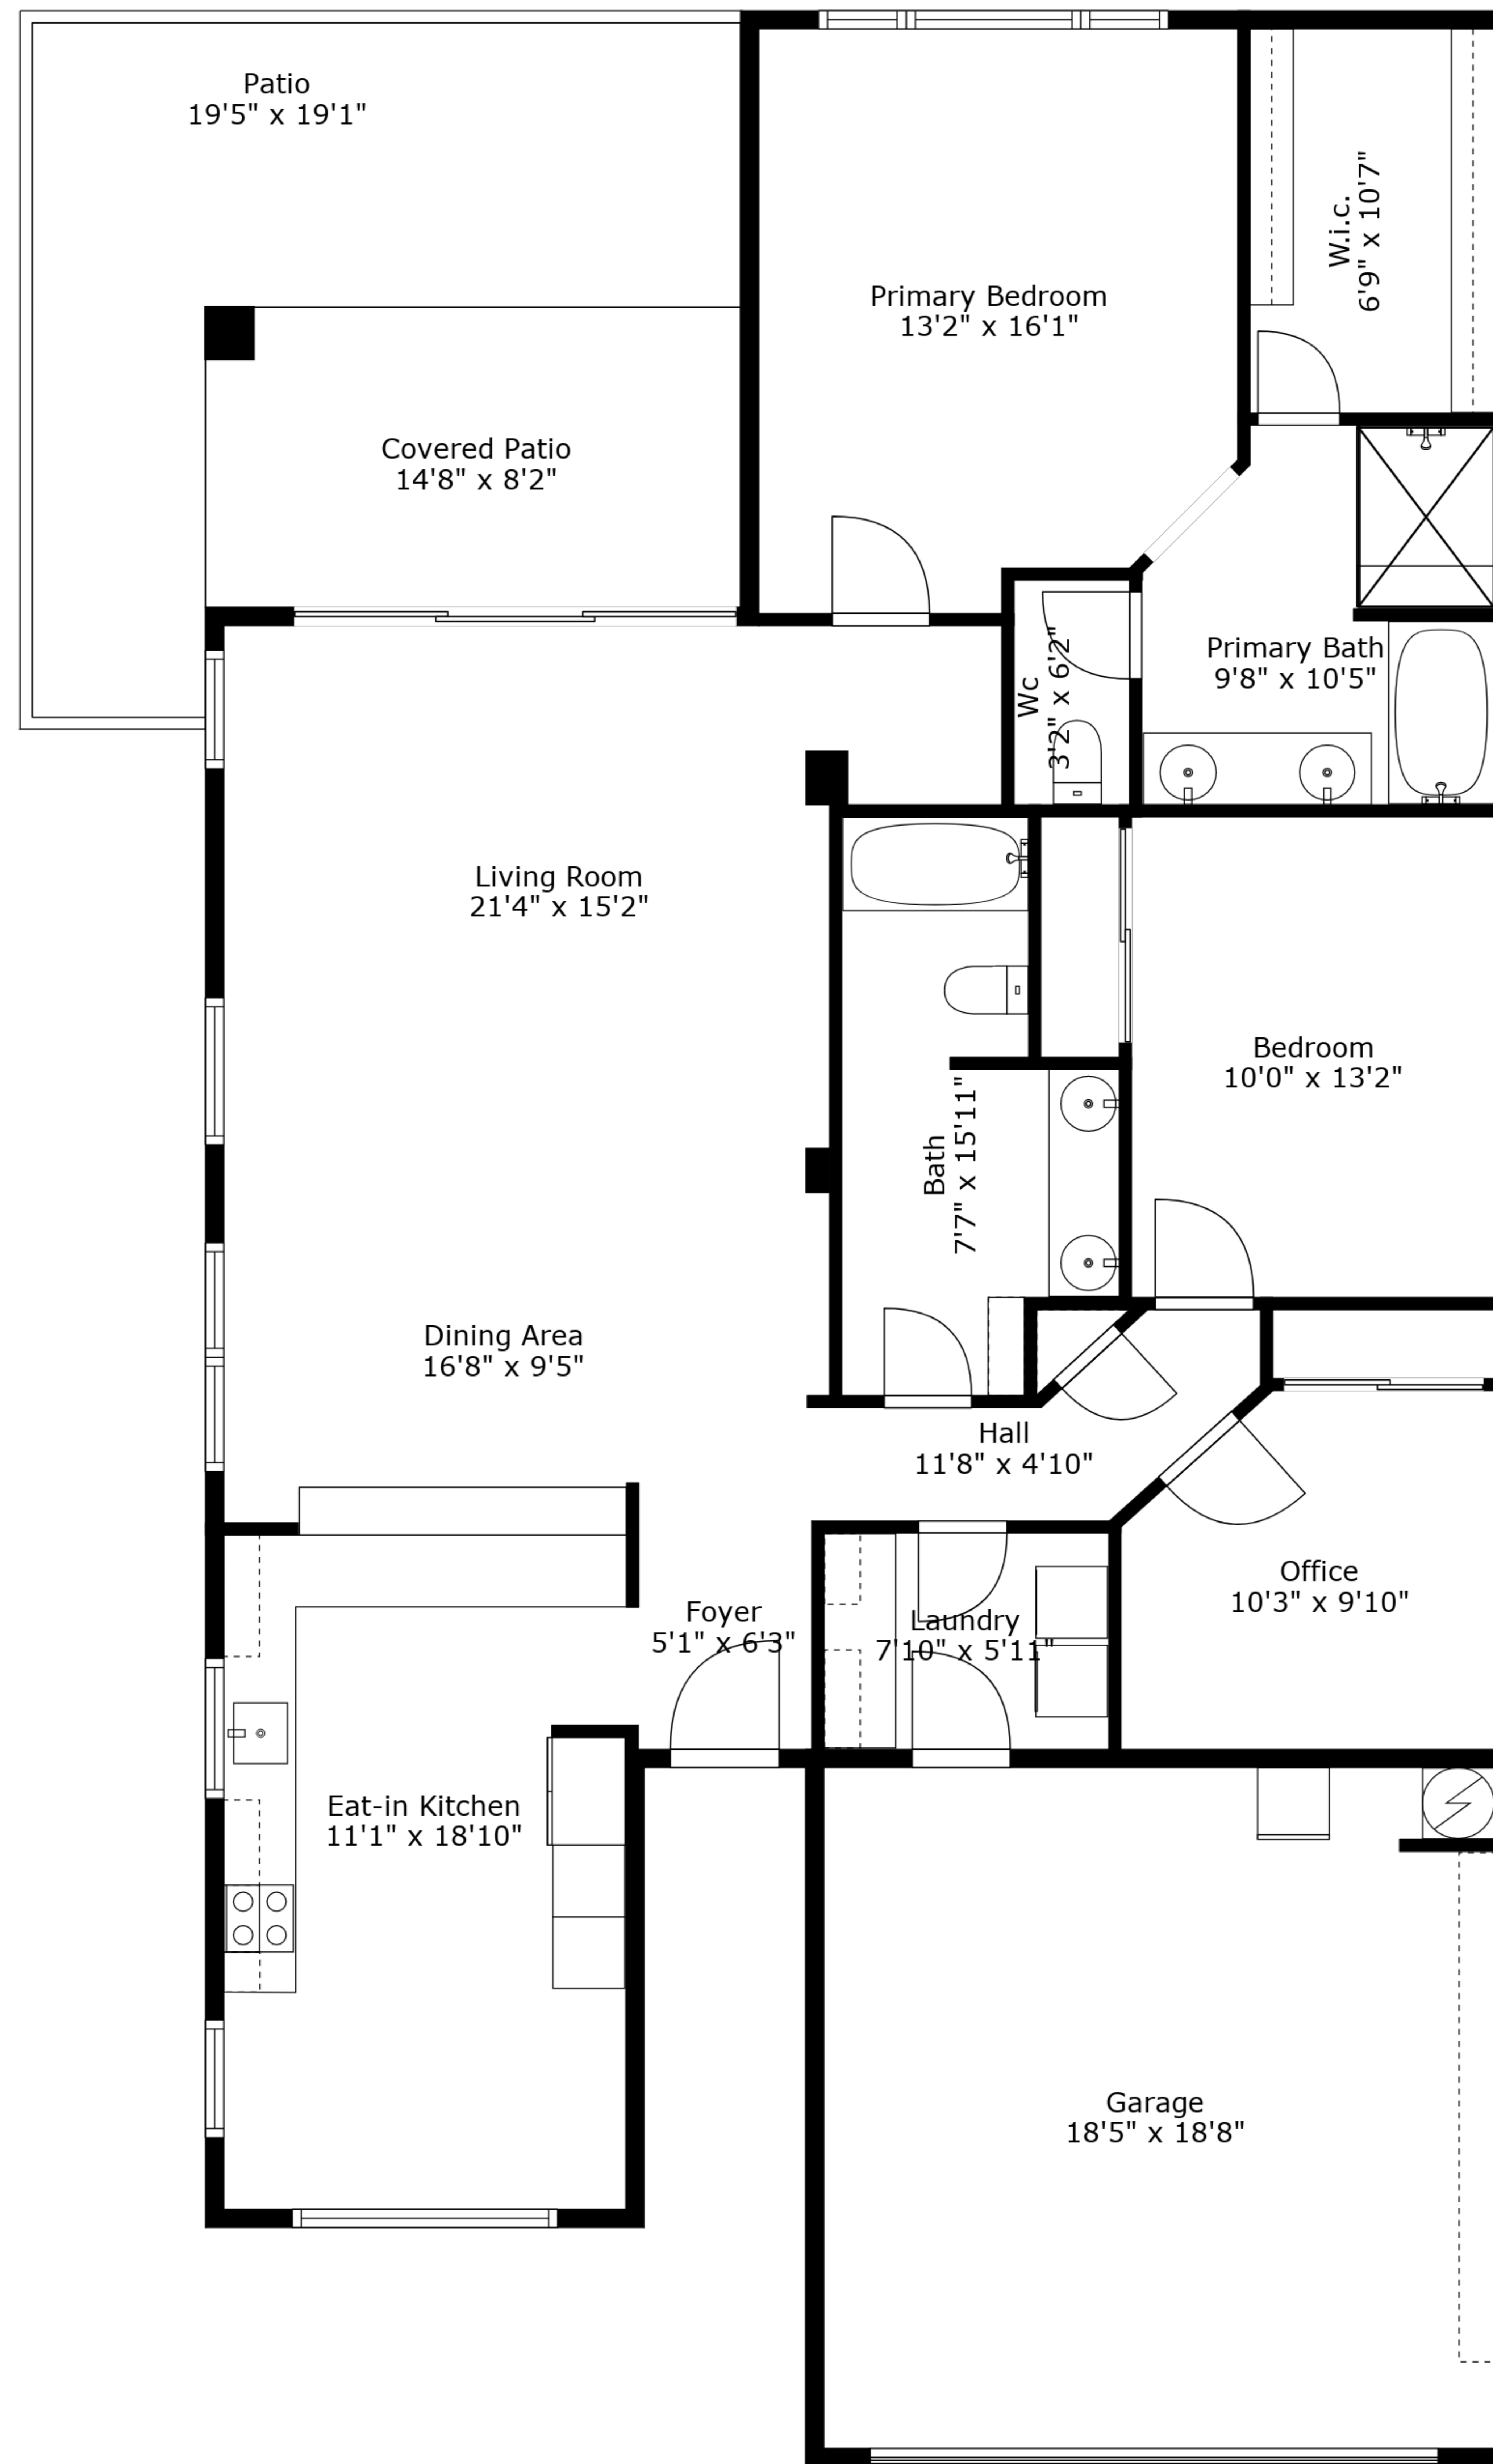 Patio
19'5" x 19'1"
Primary Bedroom
13'2" x 16'1"
W.i.c.
6'9" x 10'7"
Covered Patio
14'8" x 8'2"
Wc
3'2" x 6'2"
Primary Bath
9'8" x 10'5"
Living Room
21'4" x 15'2"
Bedroom
10'0" x 13'2"
Bath
7'7" x 15'11"
Dining Area
16'8" x 9'5"
Hall
11'8" x 4'10"
Office
10'3" x 9'10"
Foyer
5'1" x 6'3"
Laundry
7'10" x 5'11"
Eat-in Kitchen
11'1" x 18'10"
Garage
18'5" x 18'8"